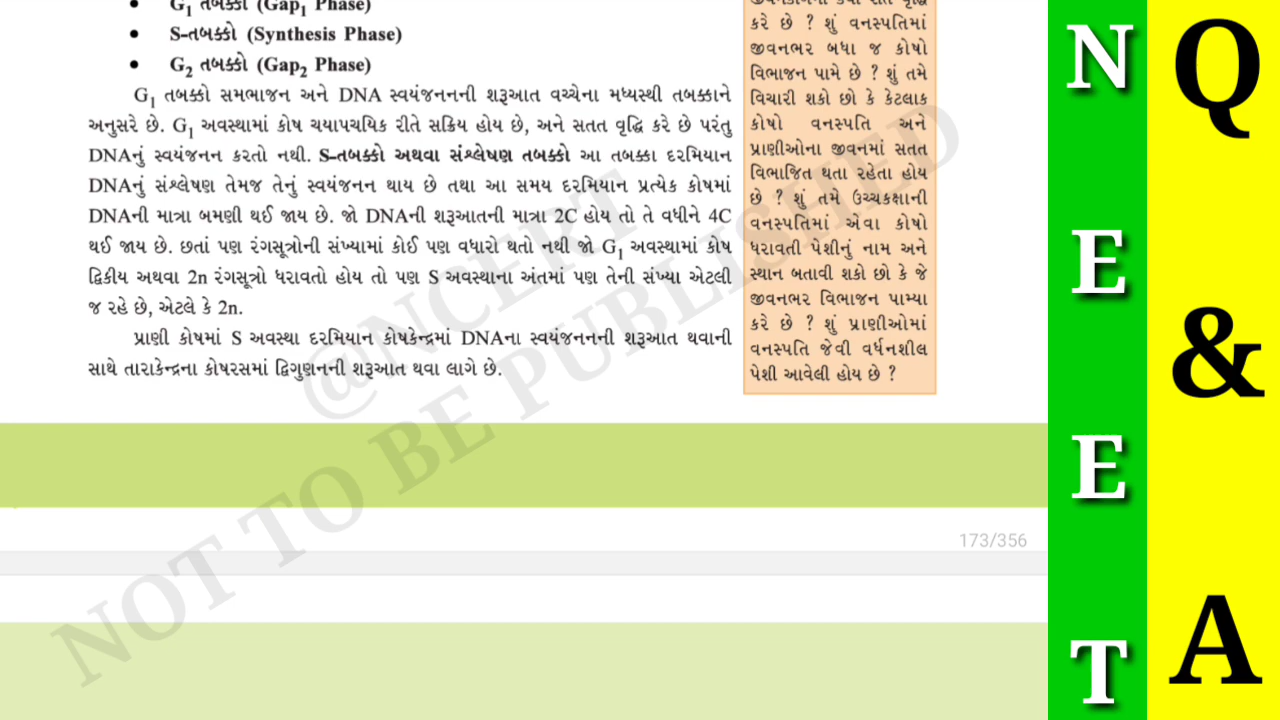 G1 તબક્કો (Gap1 Phase)
S-તબક્કો (Synthesis Phase)
G2 તબક્કો (Gap2 Phase)
G1 તબક્કો સમભાજન અને DNA સ્વયંજનનની શરૂઆત વચ્ચેના મધ્યસ્થી તબક્કાને
અનુસરે છે. G1 અવસ્થામાં કોષ ચયાપચયિક રીતે સક્રિય હોય છે, અને સતત વૃદ્ધિ કરે છે પરંતુ
DNAનું સ્વયંજનન કરતો નથી. S-તબક્કો અથવા સંશ્લેષણ તબક્કો આ તબક્કા દરમિયાન
DNAનું સંશ્લેષણ તેમજ તેનું સ્વયંજનન થાય છે તથા આ સમય દરમિયાન પ્રત્યેક કોષમાં
DNAની માત્રા બમણી થઈ જાય છે. જો DNAની શરૂઆતની માત્રા 2C હોય તો તે વધીને 4C
થઈ જાય છે. છતાં પણ રંગસૂત્રોની સંખ્યામાં કોઈ પણ વધારો થતો નથી જો G1 અવસ્થામાં કોષ
દ્વિકીય અથવા 2n રંગસૂત્રો ધરાવતો હોય તો પણ S અવસ્થાના અંતમાં પણ તેની સંખ્યા એટલી
જ રહે છે, એટલે કે 2n.
પ્રાણી કોષમાં S અવસ્થા દરમિયાન કોષકેન્દ્રમાં DNAના સ્વયંજનનની શરૂઆત થવાની
સાથે તારાકેન્દ્રના કોષરસમાં દ્વિગુણનની શરૂઆત થવા લાગે છે.
કરે છે ? શું વનસ્પતિમાં
જીવનભર બધા જ કોષો
વિભાજન પામે છે ? શું તમે
વિચારી શકો છો કે કેટલાક
કોષો વનસ્પતિ અને
પ્રાણીઓના જીવનમાં સતત
વિભાજિત થતા રહેતા હોય
છે ? શું તમે ઉચ્ચકક્ષાની
વનસ્પતિમાં એવા કોષો
ધરાવતી પેશીનું નામ અને
સ્થાન બતાવી શકો છો કે જે
જીવનભર વિભાજન પામ્યા
કરે છે ? શું પ્રાણીઓમાં
વનસ્પતિ જેવી વર્ધનશીલ
પેશી આવેલી હોય છે ?
@NCERT
NOT TO BE PUBLISHED
173/356
NEET
Q&A